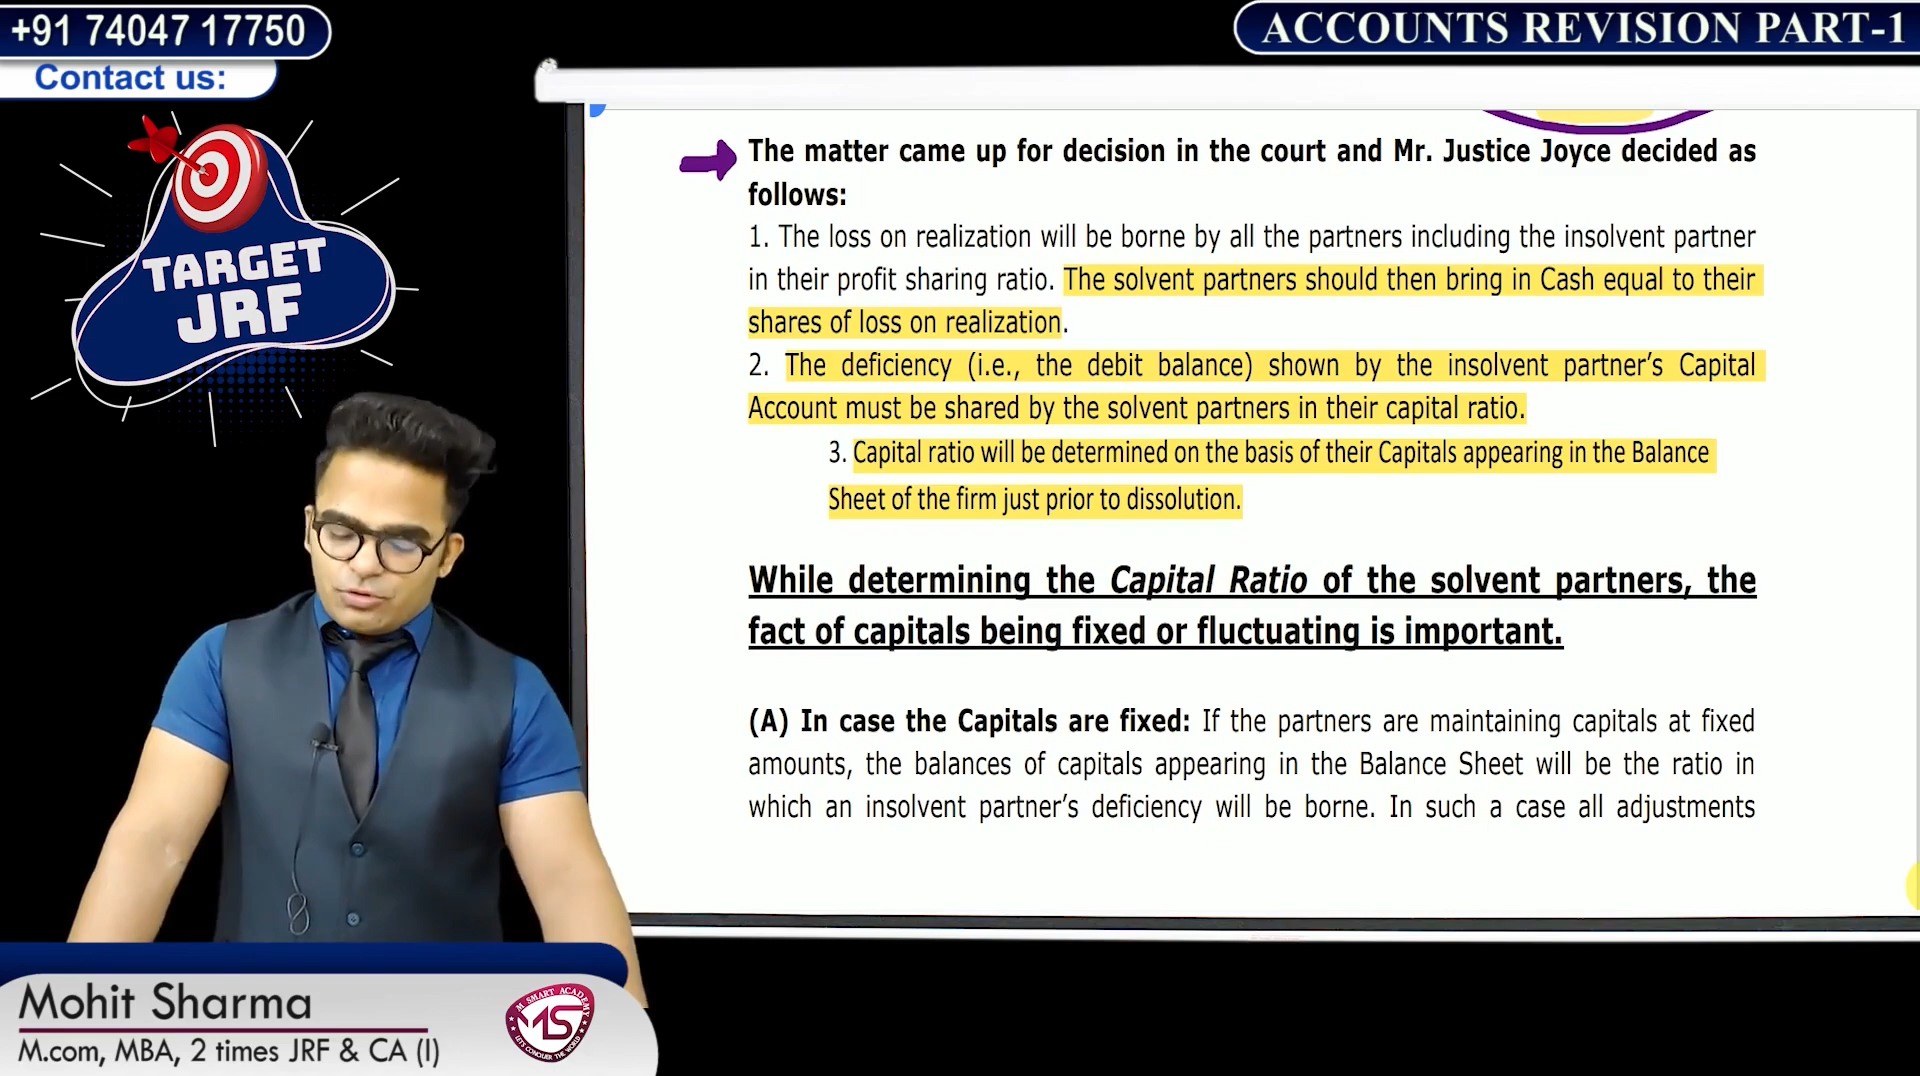 +91 74047 17750
Contact us:
ACCOUNTS REVISION PART-1
TARGET
JRF
The matter came up for decision in the court and Mr. Justice Joyce decided as
follows:
1. The loss on realization will be borne by all the partners including the insolvent partner
in their profit sharing ratio. The solvent partners should then bring in Cash equal to their
shares of loss on realization.
2. The deficiency (i.e., the debit balance) shown by the insolvent partner’s Capital
Account must be shared by the solvent partners in their capital ratio.
3. Capital ratio will be determined on the basis of their Capitals appearing in the Balance
Sheet of the firm just prior to dissolution.
While determining the Capital Ratio of the solvent partners, the
fact of capitals being fixed or fluctuating is important.
(A) In case the Capitals are fixed: If the partners are maintaining capitals at fixed
amounts, the balances of capitals appearing in the Balance Sheet will be the ratio in
which an insolvent partner’s deficiency will be borne. In such a case all adjustments
Mohit Sharma
M.com, MBA, 2 times JRF & CA (I)
M SMART ACADEMY
MS
LETS CONQUER THE WORLD